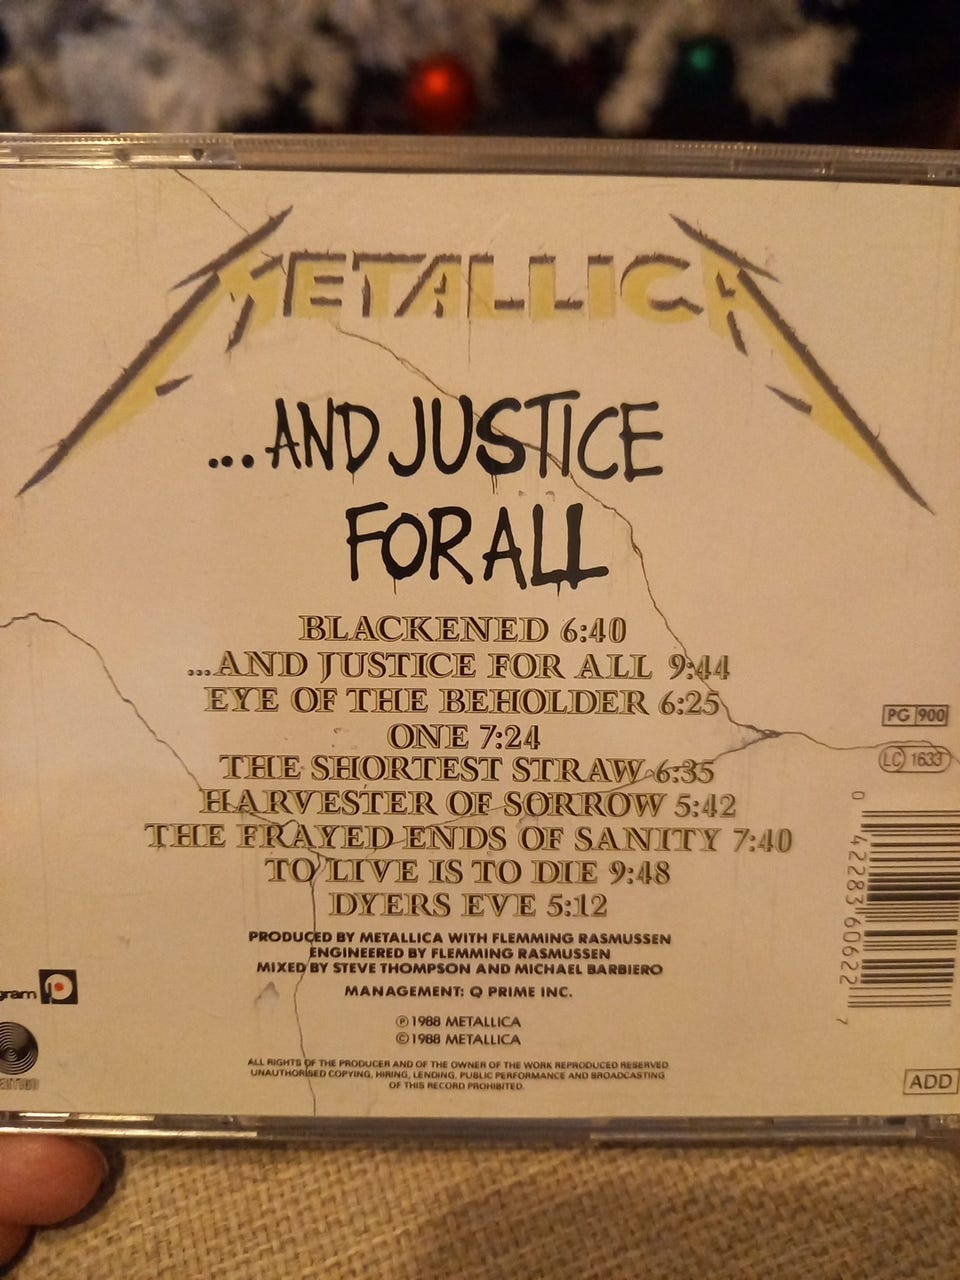 METALLICA
...AND JUSTICE
FOR ALL
BLACKENED 6:40
...AND JUSTICE FOR ALL 9:44
EYE OF THE BEHOLDER 6:25
ONE 7:24
THE SHORTEST STRAW 6:35
HARVESTER OF SORROW 5:42
THE FRAYED ENDS OF SANITY 7:40
TO LIVE IS TO DIE 9:48
DYERS EVE 5:12
PRODUCED BY METALLICA WITH FLEMMING RASMUSSEN
ENGINEERED BY FLEMMING RASMUSSEN
MIXED BY STEVE THOMPSON AND MICHAEL BARBIERO
MANAGEMENT: Q PRIME INC.
℗ 1988 METALLICA
© 1988 METALLICA
ALL RIGHTS OF THE PRODUCER AND OF THE OWNER OF THE WORK REPRODUCED RESERVED
UNAUTHORISED COPYING, HIRING, LENDING, PUBLIC PERFORMANCE AND BROADCASTING
OF THIS RECORD PROHIBITED.
PG 900
LC 1633
0 42283 60622 7
gram
ADD